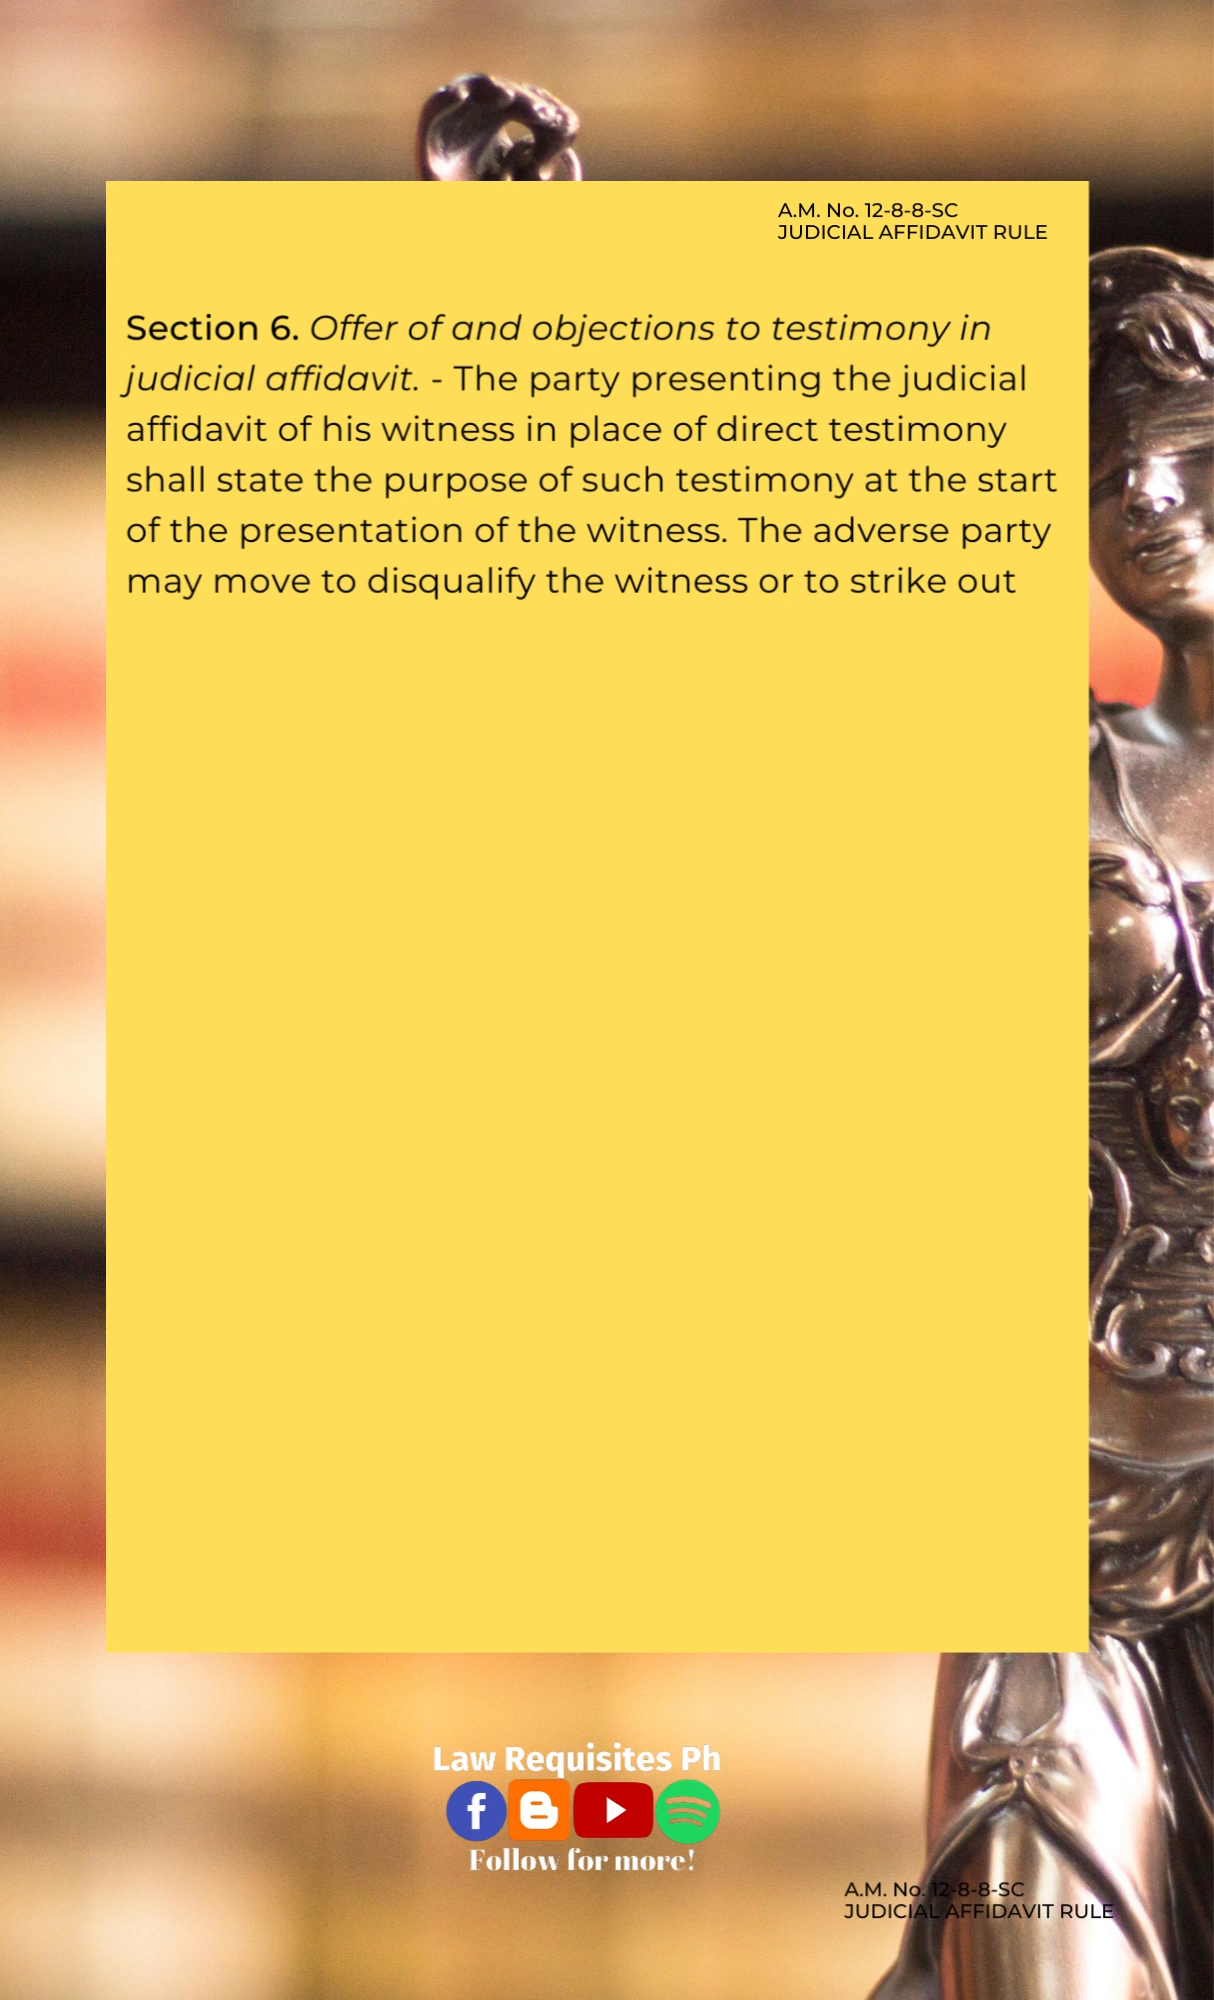 A.M. No. 12-8-8-SC
JUDICIAL AFFIDAVIT RULE
Section 6. Offer of and objections to testimony in
judicial affidavit. - The party presenting the judicial
affidavit of his witness in place of direct testimony
shall state the purpose of such testimony at the start
of the presentation of the witness. The adverse party
may move to disqualify the witness or to strike out
Law Requisites Ph
Follow for more!
A.M. No. 12-8-8-SC
JUDICIAL AFFIDAVIT RULE